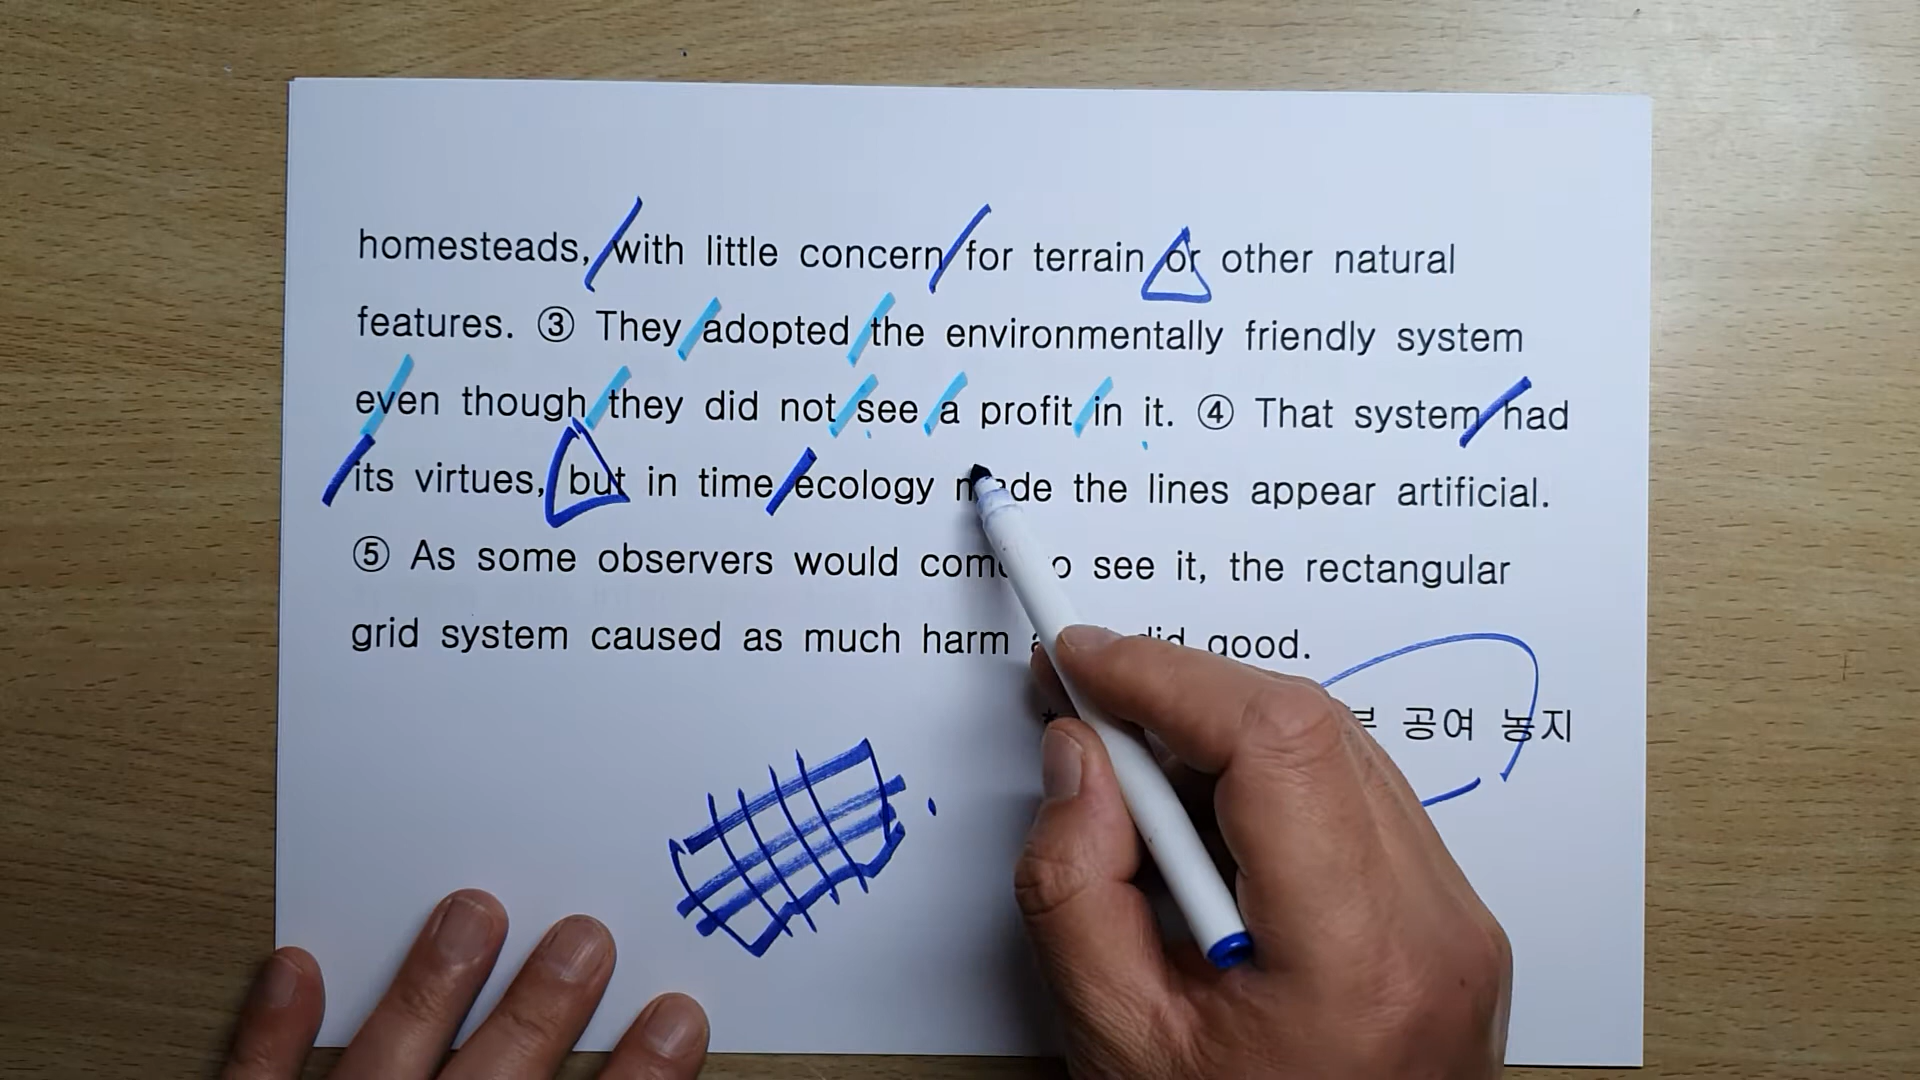 homesteads, with little concern for terrain or other natural
features. ③ They adopted the environmentally friendly system
even though they did not see a profit in it. ④ That system had
its virtues, but in time ecology made the lines appear artificial.
⑤ As some observers would come to see it, the rectangular
grid system caused as much harm did good.
* 공여 농지